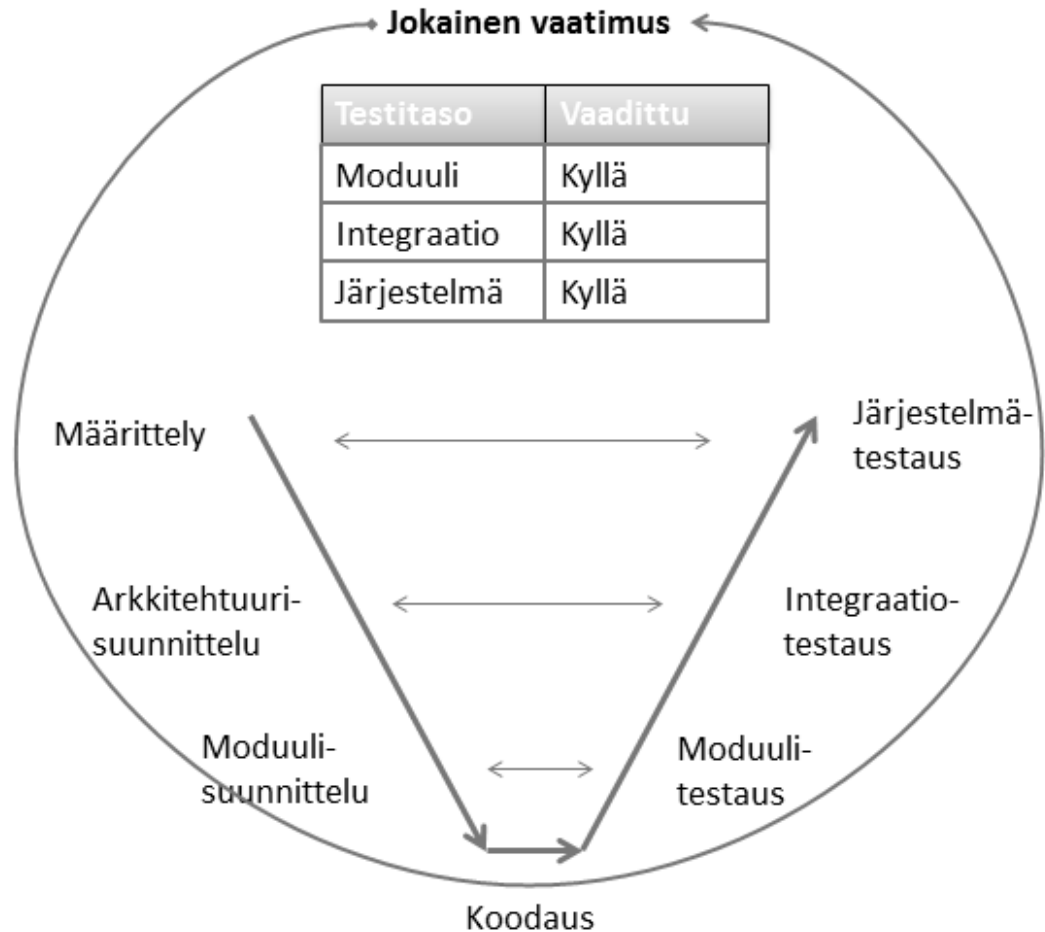 Jokainen vaatimus
Testitaso Vaadittu
Moduuli Kyllä
Integraatio Kyllä
Järjestelmä Kyllä
Määrittely
Järjestelmä-
testaus
Arkkitehtuuri-
suunnittelu
Integraatio-
testaus
Moduuli-
suunnittelu
Moduuli-
testaus
Koodaus